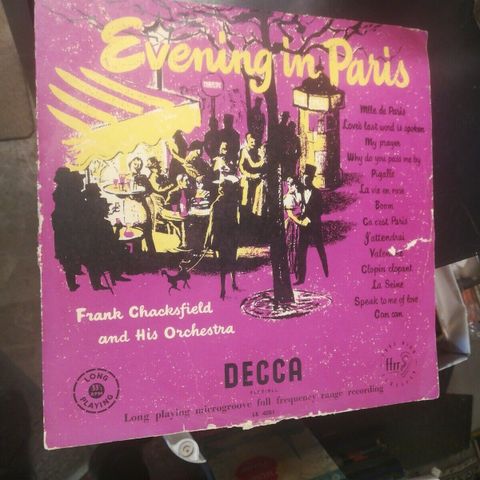 Evening in Paris
Mlle de Paris
Love's last word is spoken
My prayer
Why do you pass me by
Pigalle
La vie en rose
Boom
Ca c'est Paris
J'attendrai
Clopin clopant
La Seine
Speak to me of love
Can can
Frank Chacksfield
and His Orchestra
LONG
PLAYING
DECCA
ffrr
Long playing microgroove full frequency range recording